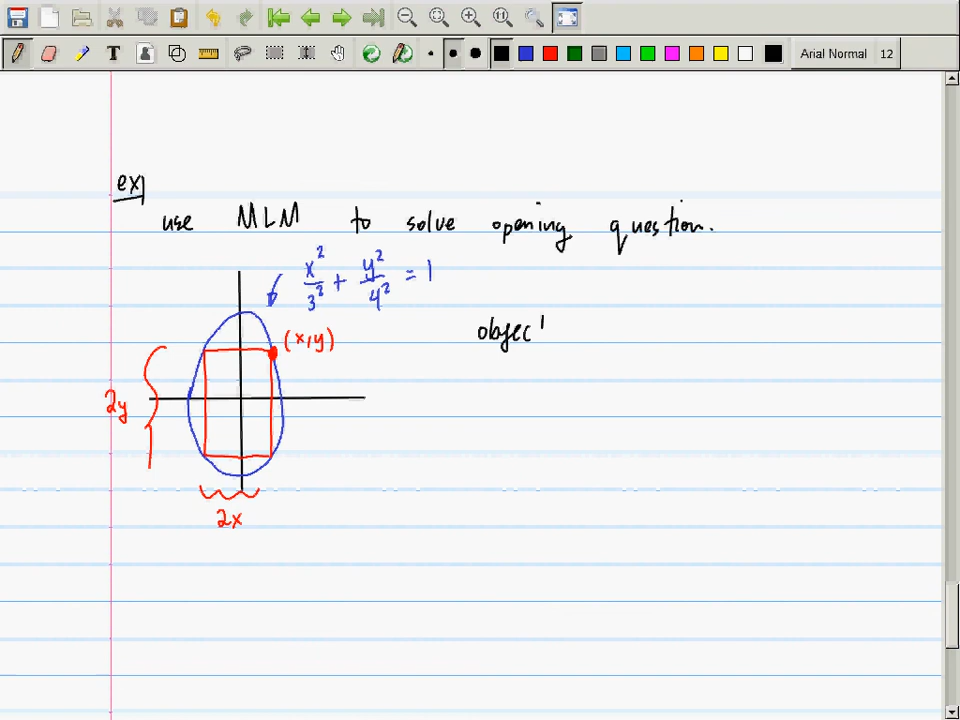 T Arial Normal 12
ex
use MLM to solve opening question.
x²/3² + y²/4² = 1
objec
(x,y)
2y
2x